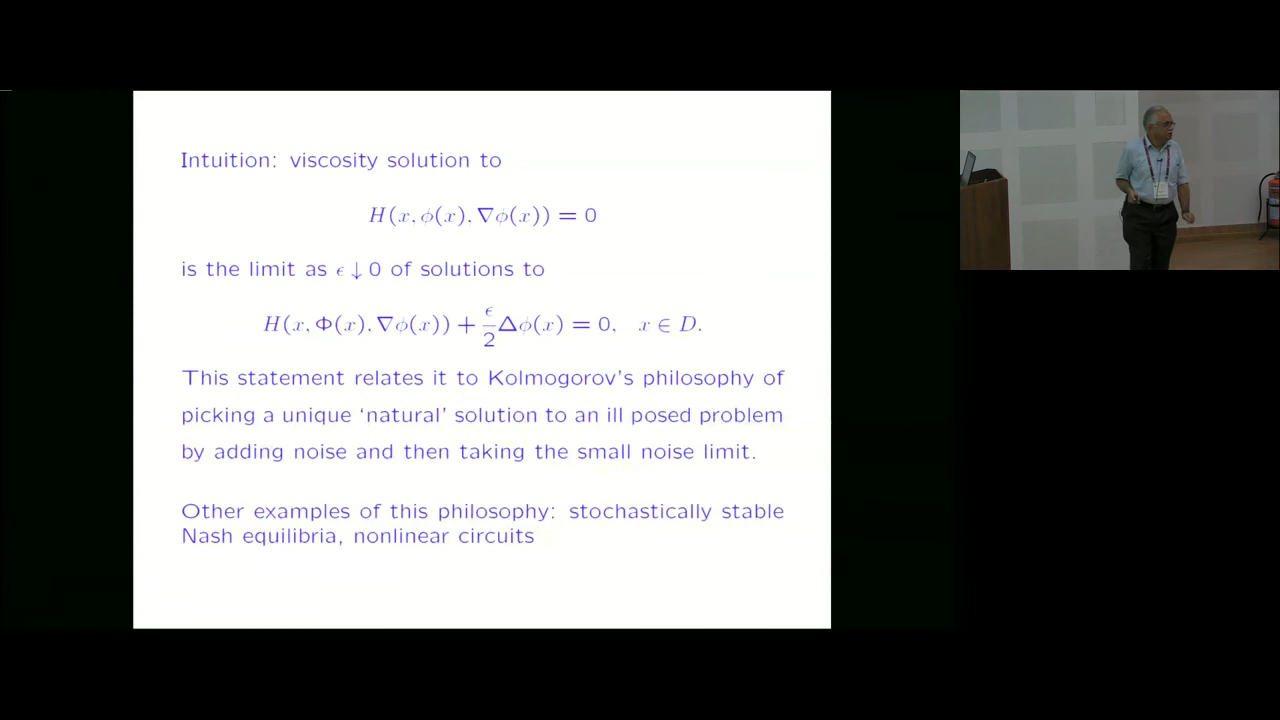 Intuition: viscosity solution to
H(x, ϕ(x), ∇ϕ(x)) = 0
is the limit as ϵ ↓ 0 of solutions to
H(x, Φ(x), ∇ϕ(x)) + ϵ/2 Δϕ(x) = 0, x ∈ D.
This statement relates it to Kolmogorov's philosophy of
picking a unique 'natural' solution to an ill posed problem
by adding noise and then taking the small noise limit.
Other examples of this philosophy: stochastically stable
Nash equilibria, nonlinear circuits